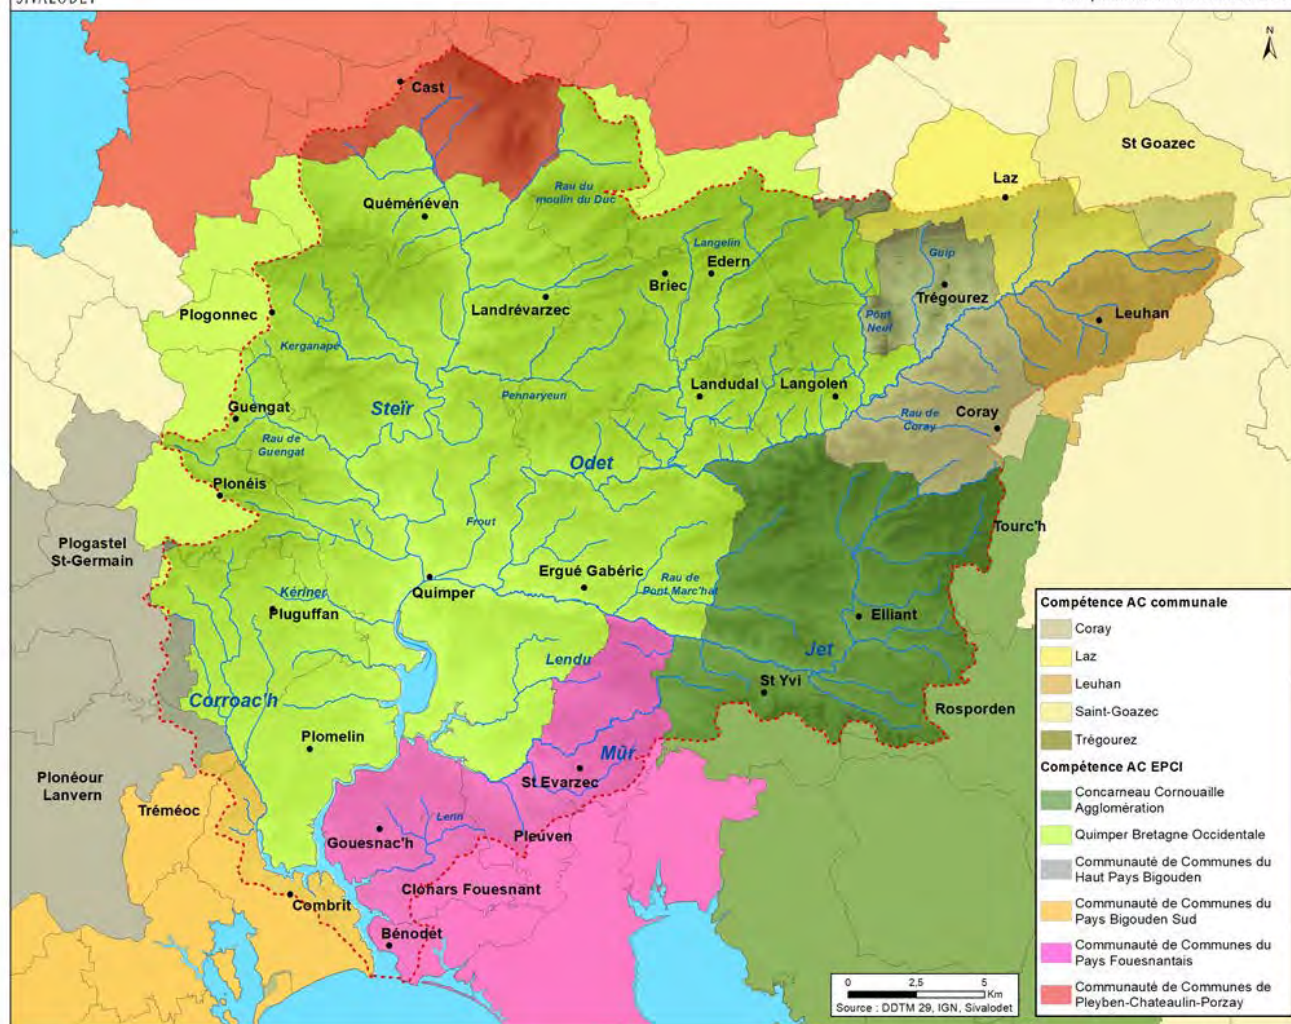 SIVALODET
N
Cast
St Goazec
Laz
Rau du
moulin du Duc
Quéménéven
Langelin
Edern
Guip
Briec
Trégourez
Plogonnec
Landrévarzec
Leuhan
Pont
Neuf
Kerganape
Pennaryeun
Landudal
Langolen
Guengat
Steïr
Rau de
Coray
Coray
Rau de
Guengat
Odet
Plonéis
Frout
Tourc'h
Plogastel
St-Germain
Ergué Gabéric
Rau de
Pont Marc'hat
Kériner
Quimper
Pluguffan
Elliant
Jet
Lendu
St Yvi
Corroac'h
Rosporden
Plomelin
Mûr
St Evarzec
Plonéour
Lanvern
Tréméoc
Lenn
Gouesnac'h
Pleuven
Clohars Fouesnant
Combrit
Bénodet
Compétence AC communale
Coray
Laz
Leuhan
Saint-Goazec
Trégourez
Compétence AC EPCI
Concarneau Cornouaille
Agglomération
Quimper Bretagne Occidentale
Communauté de Communes du
Haut Pays Bigouden
Communauté de Communes du
Pays Bigouden Sud
Communauté de Communes du
Pays Fouesnantais
Communauté de Communes de
Pleyben-Chateaulin-Porzay
0 2,5 5
Km
Source : DDTM 29, IGN, Sivalodet